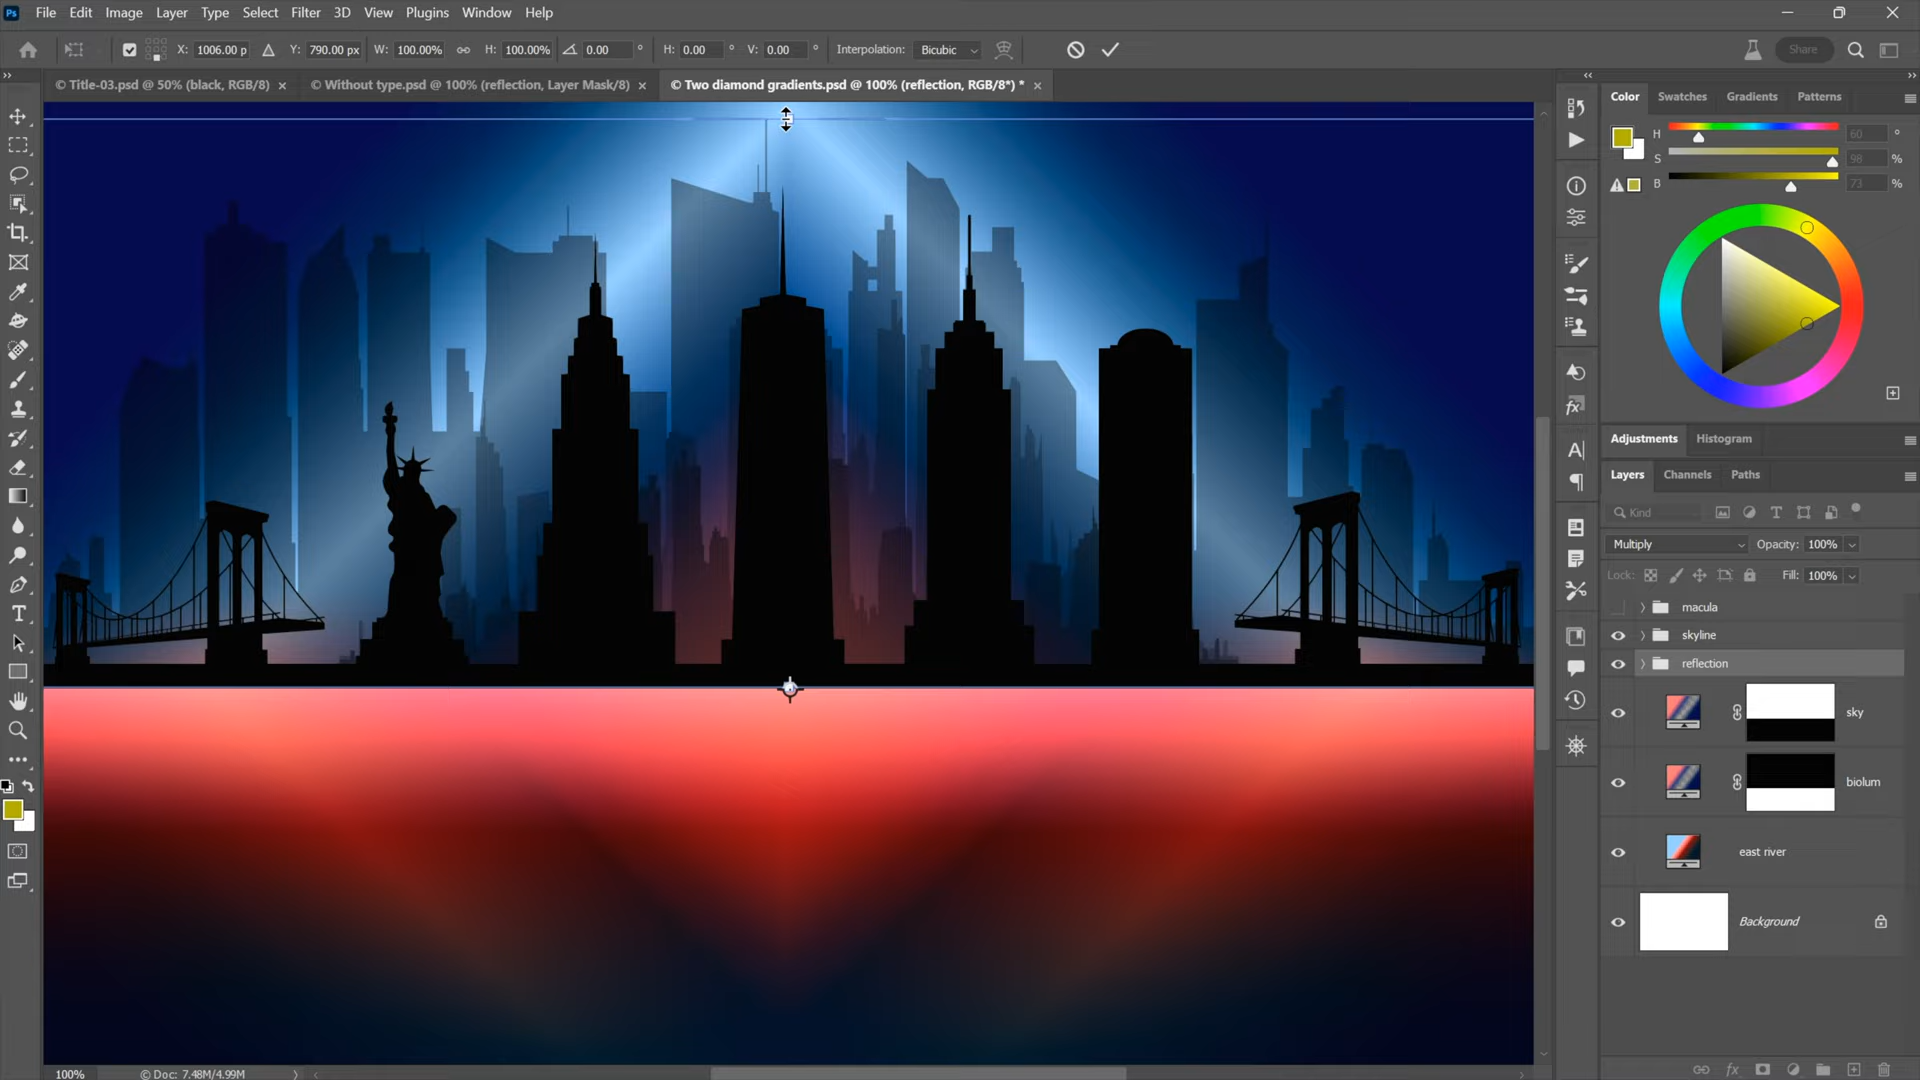 Ps File Edit Image Layer Type Select Filter 3D View Plugins Window Help
X: 1006.00 p Y: 790.00 px W: 100.00% H: 100.00% 0.00 ° H: 0.00 ° V: 0.00 ° Interpolation: Bicubic Share
© Title-03.psd @ 50% (black, RGB/8) × © Without type.psd @ 100% (reflection, Layer Mask/8) × © Two diamond gradients.psd @ 100% (reflection, RGB/8*) * ×
Color Swatches Gradients Patterns
H 60 °
S 98 %
B 73 %
Adjustments Histogram
Layers Channels Paths
Kind
Multiply Opacity: 100%
Lock: Fill: 100%
macula
skyline
reflection
sky
biolum
east river
Background
100% © Doc: 7.48M/4.99M